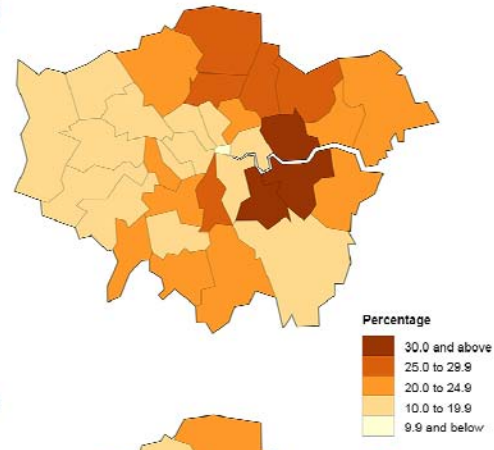 Percentage
30.0 and above
25.0 to 29.9
20.0 to 24.9
10.0 to 19.9
9.9 and below